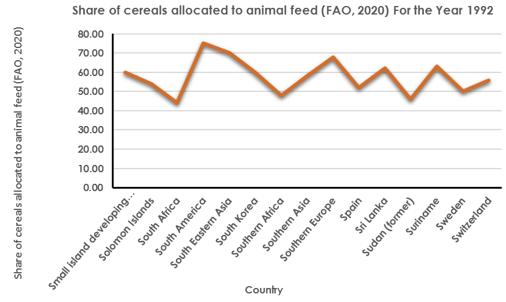 Share of cereals allocated to animal feed (FAO, 2020) For the Year 1992
Share of cereals allocated to animal feed (FAO, 2020)
80.00
70.00
60.00
50.00
40.00
30.00
20.00
10.00
0.00
Small island developing...
Solomon Islands
South Africa
South America
South Eastern Asia
South Korea
Southern Africa
Southern Asia
Southern Europe
Spain
Sri Lanka
Sudan (former)
Suriname
Sweden
Switzerland
Country